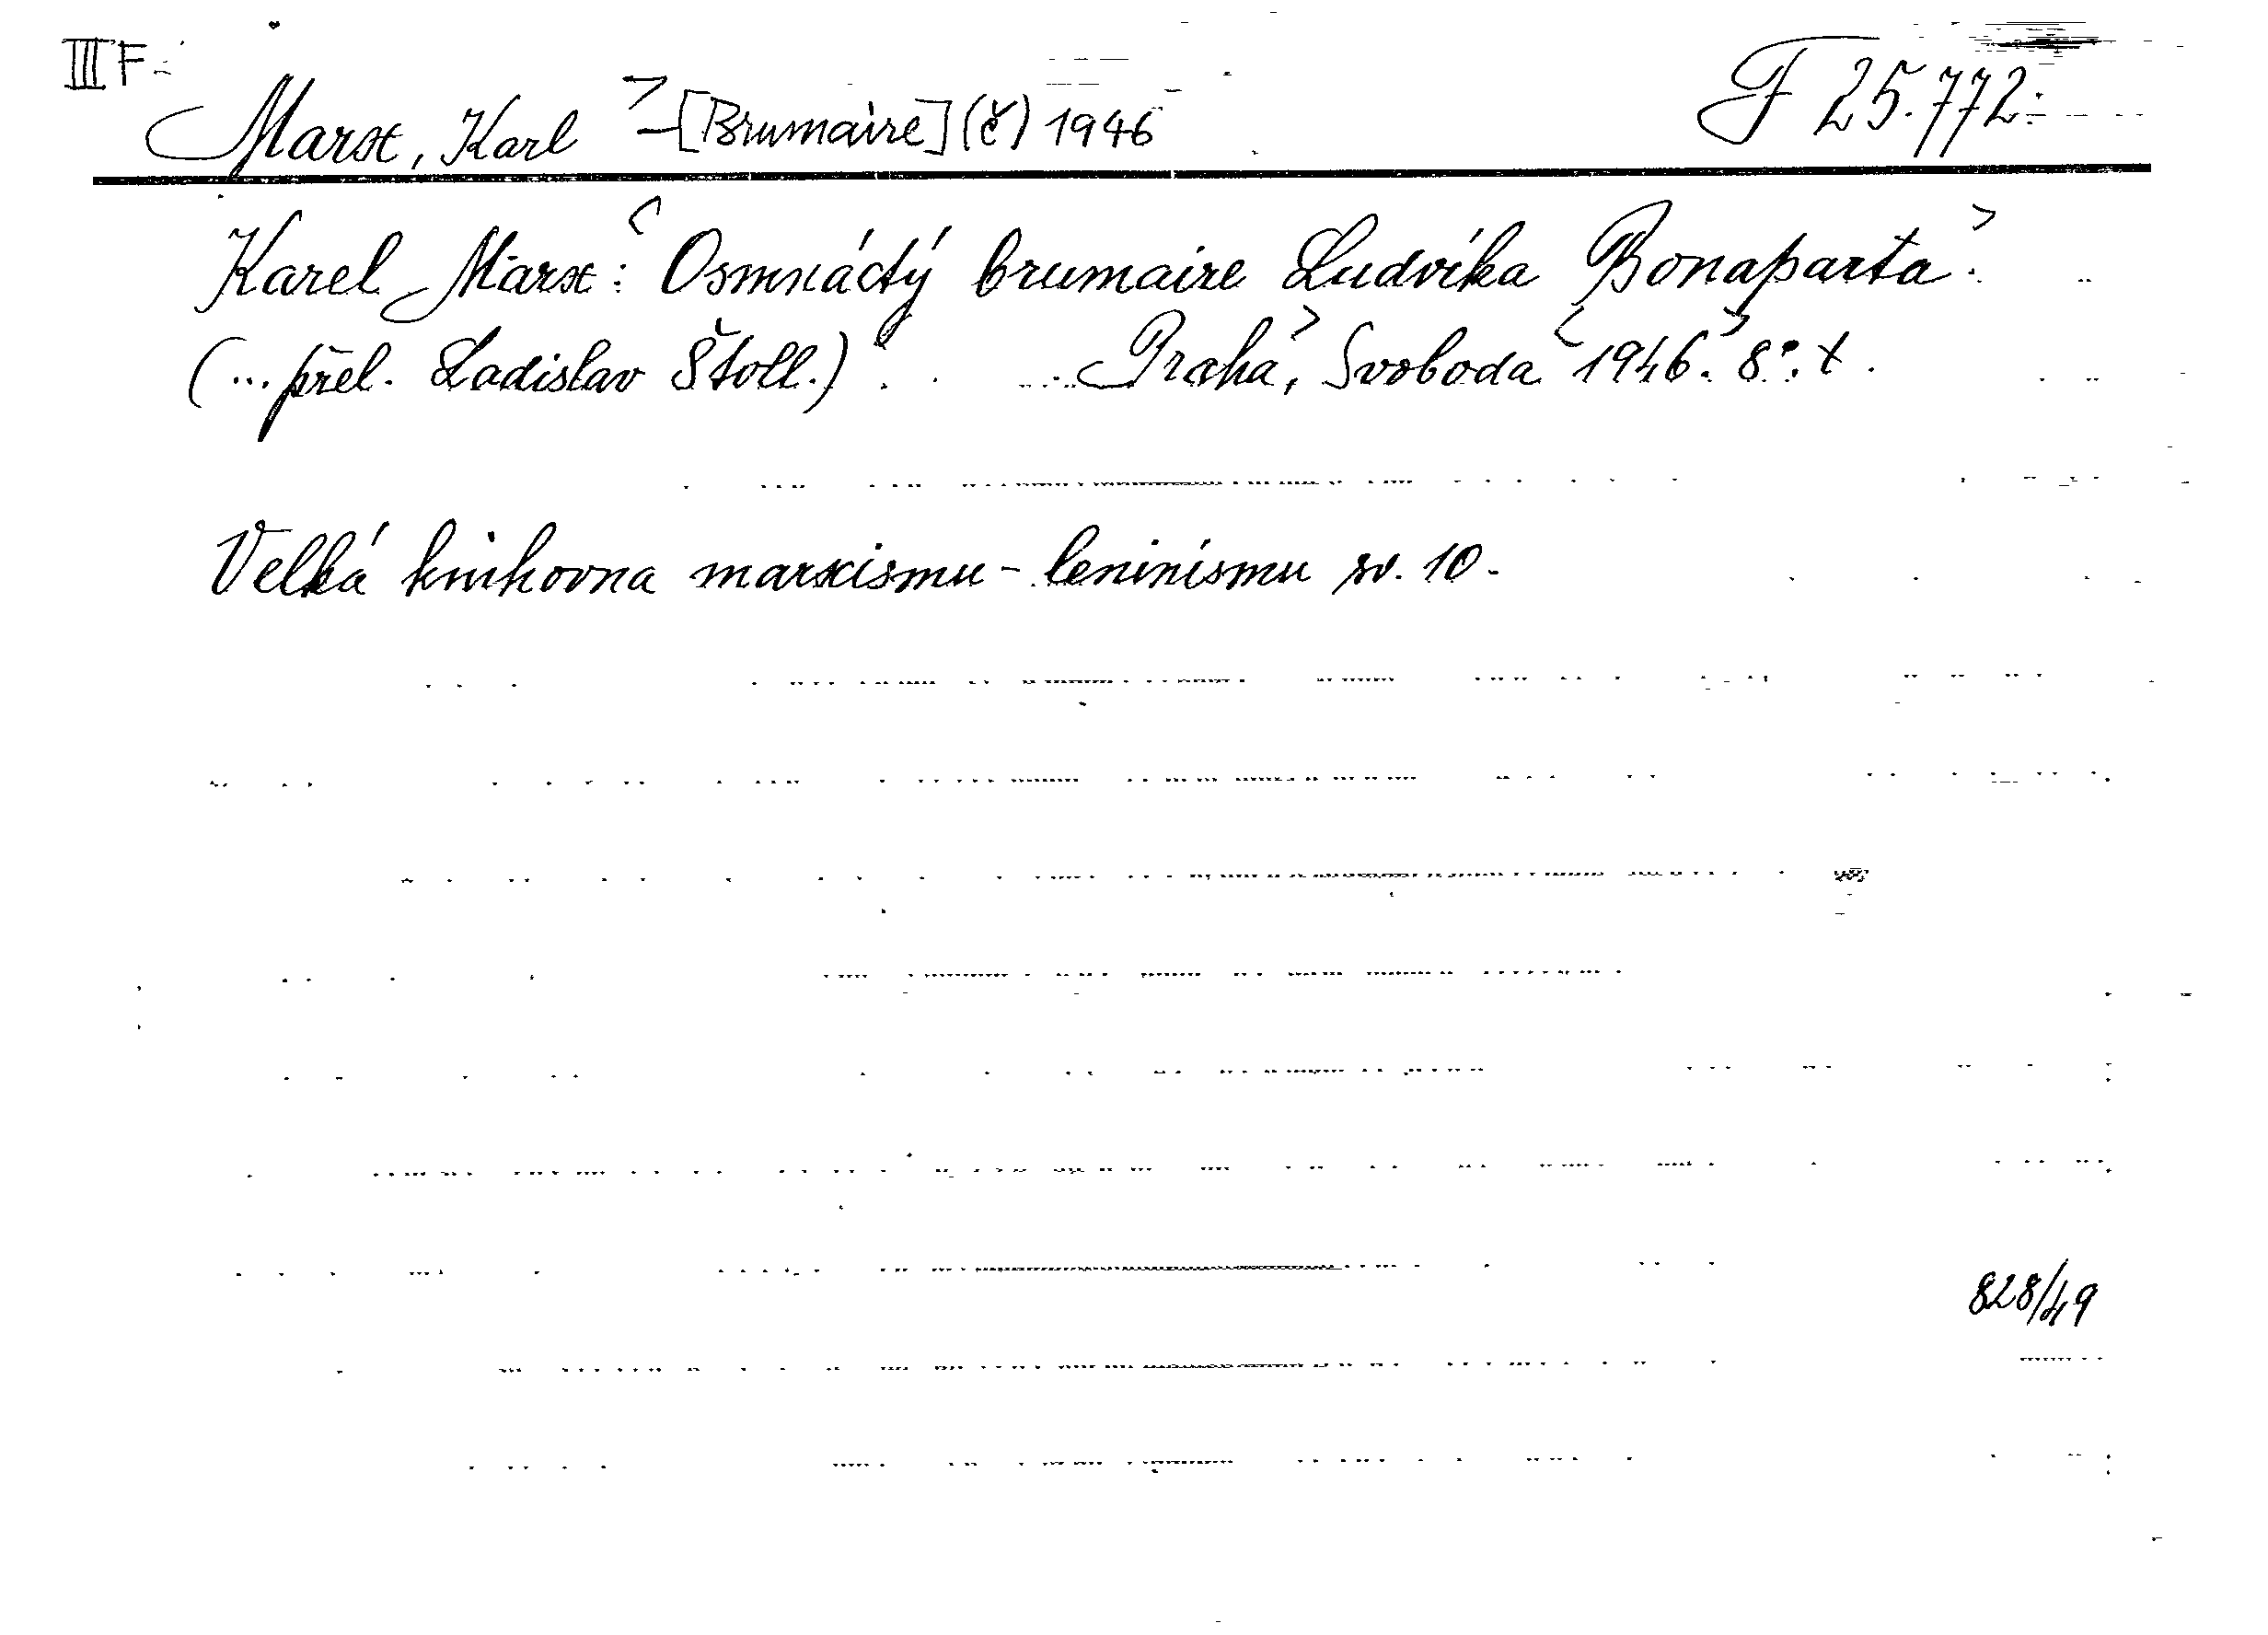 III F
Marx, Karl > - [Brumaire] (č) 1946 F 25.772
Karel Marx: < Osmnáctý brumaire Ludvíka Bonaparta >.
(... přel. Ladislav Štoll.) Praha >, Svoboda < 1946. > 8°. t.
Velká knihovna marxismu-leninismu sv. 10.
828/49